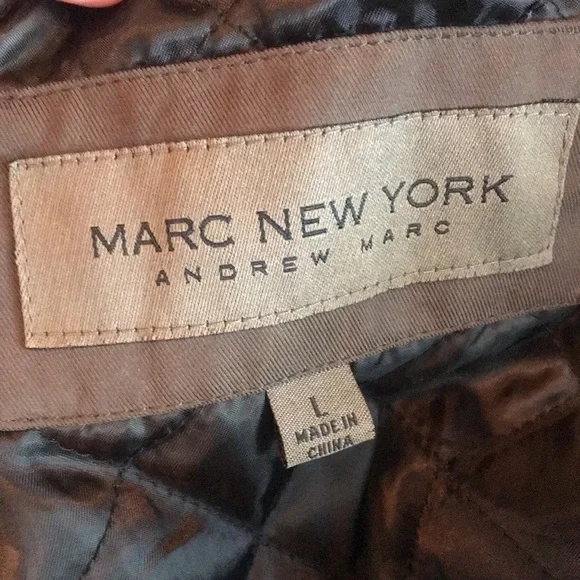 MARC NEW YORK
ANDREW MARC
L
MADE IN
CHINA